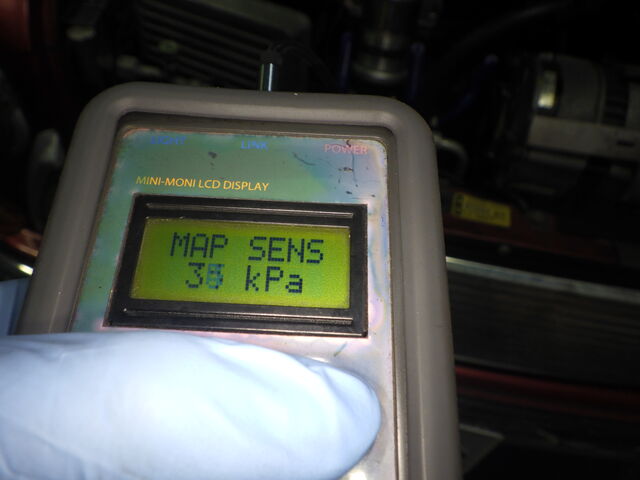 LINK
POWER
MINI-MONI LCD DISPLAY
MAP SENS
kPa